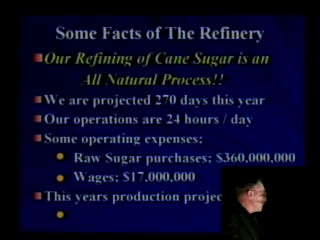 Some Facts of The Refinery
Our Refining of Cane Sugar is an
All Natural Process!!
We are projected 270 days this year
Our operations are 24 hours / day
Some operating expenses:
Raw Sugar purchases: $360,000,000
Wages: $17,000,000
This years production